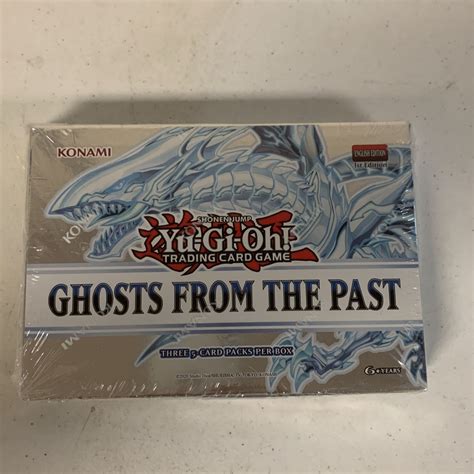 KONAMI
ENGLISH EDITION
1st Edition
SHONEN JUMP
Yu-Gi-Oh!
TRADING CARD GAME
GHOSTS FROM THE PAST
THREE 5-CARD PACKS PER BOX
6+YEARS